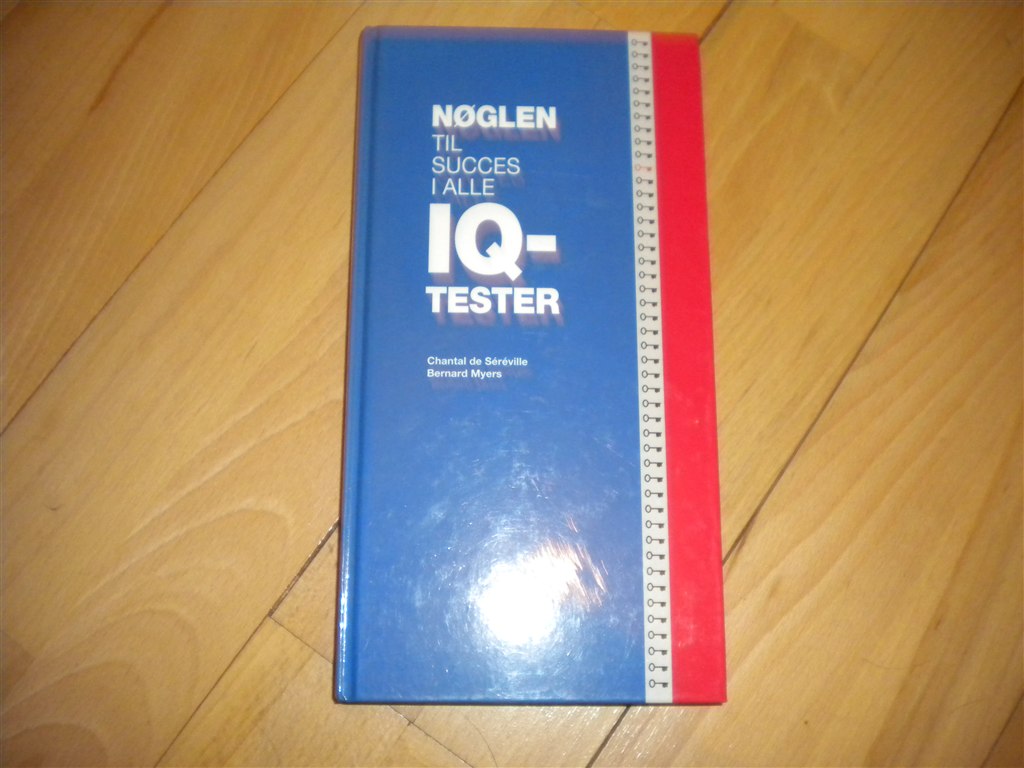 NØGLEN
TIL
SUCCES
I ALLE
IQ-
TESTER
Chantal de Séréville
Bernard Myers